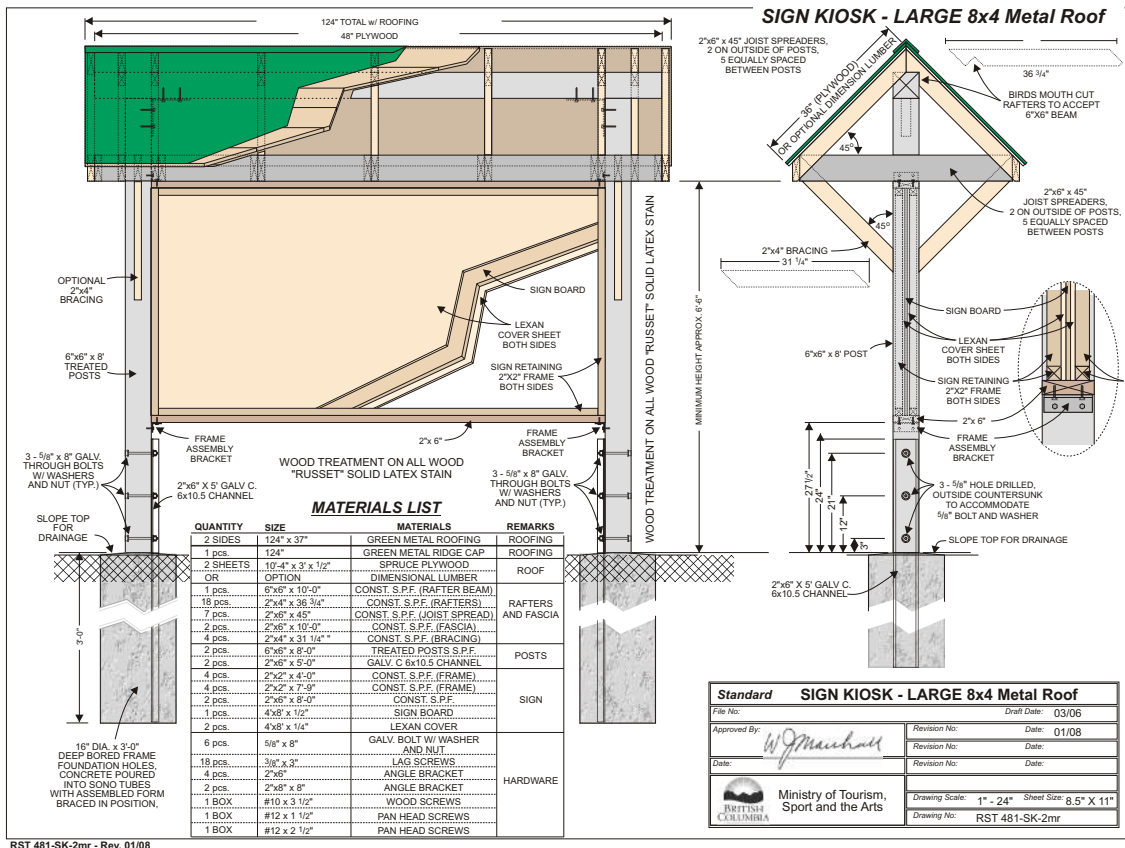 SIGN KIOSK - LARGE 8x4 Metal Roof
124" TOTAL w/ ROOFING
48" PLYWOOD
2"x6" x 45" JOIST SPREADERS,
2 ON OUTSIDE OF POSTS,
5 EQUALLY SPACED
BETWEEN POSTS
36" (PLYWOOD)
OR OPTIONAL DIMENSION LUMBER
36 3/4"
BIRDS MOUTH CUT
RAFTERS TO ACCEPT
6"X6" BEAM
45º
2"x6" x 45"
JOIST SPREADERS,
2 ON OUTSIDE OF POSTS,
5 EQUALLY SPACED
BETWEEN POSTS
45º
2"x4" BRACING
31 1/4"
OPTIONAL
2"x4"
BRACING
SIGN BOARD
LEXAN
COVER SHEET
BOTH SIDES
6"x6" x 8'
TREATED
POSTS
SIGN RETAINING
2"X2" FRAME
BOTH SIDES
WOOD TREATMENT ON ALL WOOD "RUSSET" SOLID LATEX STAIN
MINIMUM HEIGHT APPROX. 6'-6"
SIGN BOARD
LEXAN
COVER SHEET
BOTH SIDES
6"x6" x 8' POST
SIGN RETAINING
2"X2" FRAME
BOTH SIDES
2"x 6"
FRAME
ASSEMBLY
BRACKET
FRAME
ASSEMBLY
BRACKET
2"x 6"
FRAME
ASSEMBLY
BRACKET
3 - 5/8" x 8" GALV.
THROUGH BOLTS
W/ WASHERS
AND NUT (TYP.)
2"x6" X 5' GALV C.
6x10.5 CHANNEL
WOOD TREATMENT ON ALL WOOD
"RUSSET" SOLID LATEX STAIN
3 - 5/8" x 8" GALV.
THROUGH BOLTS
W/ WASHERS
AND NUT (TYP.)
27 1/2"
24"
21"
12"
3"
3 - 5/8" HOLE DRILLED,
OUTSIDE COUNTERSUNK
TO ACCOMMODATE
5/8" BOLT AND WASHER
SLOPE TOP
FOR
DRAINAGE
SLOPE TOP FOR DRAINAGE
2"x6" X 5' GALV C.
6x10.5 CHANNEL
3'-0"
16" DIA. x 3'-0"
DEEP BORED FRAME
FOUNDATION HOLES,
CONCRETE POURED
INTO SONO TUBES
WITH ASSEMBLED FORM
BRACED IN POSITION,
MATERIALS LIST
QUANTITY SIZE MATERIALS REMARKS
2 SIDES 124" x 37" GREEN METAL ROOFING ROOFING
1 pcs. 124" GREEN METAL RIDGE CAP ROOFING
2 SHEETS 10'-4" x 3' x 1/2" SPRUCE PLYWOOD ROOF
OR OPTION DIMENSIONAL LUMBER
1 pcs. 6"x6" x 10'-0" CONST. S.P.F. (RAFTER BEAM) RAFTERS AND FASCIA
18 pcs. 2"x4" x 36 3/4" CONST. S.P.F. (RAFTERS)
7 pcs. 2"x6" x 45" CONST. S.P.F. (JOIST SPREAD)
2 pcs. 2"x6" x 10'-0" CONST. S.P.F. (FASCIA)
4 pcs. 2"x4" x 31 1/4" " CONST. S.P.F. (BRACING)
2 pcs. 6"x6" x 8'-0" TREATED POSTS S.P.F. POSTS
2 pcs. 2"x6" x 5'-0" GALV. C 6x10.5 CHANNEL
4 pcs. 2"x2" x 4'-0" CONST. S.P.F. (FRAME) SIGN
4 pcs. 2"x2" x 7'-9" CONST. S.P.F. (FRAME)
2 pcs. 2"x6" x 8'-0" CONST. S.P.F.
1 pcs. 4'x8' x 1/2" SIGN BOARD
2 pcs. 4'x8' x 1/4" LEXAN COVER
6 pcs. 5/8" x 8" GALV. BOLT W/ WASHER AND NUT HARDWARE
18 pcs. 3/8" x 3" LAG SCREWS
4 pcs. 2"x6" ANGLE BRACKET
2 pcs. 2"x8" x 8" ANGLE BRACKET
1 BOX #10 x 3 1/2" WOOD SCREWS
1 BOX #12 x 1 1/2" PAN HEAD SCREWS
1 BOX #12 x 2 1/2" PAN HEAD SCREWS
Standard SIGN KIOSK - LARGE 8x4 Metal Roof
File No: Draft Date: 03/06
Approved By: W J Marshall Revision No: Date: 01/08
Revision No: Date:
Date: Revision No: Date:
BRITISH
COLUMBIA
Ministry of Tourism,
Sport and the Arts
Drawing Scale: 1" - 24" Sheet Size: 8.5" X 11"
Drawing No: RST 481-SK-2mr
RST 481-SK-2mr - Rev. 01/08